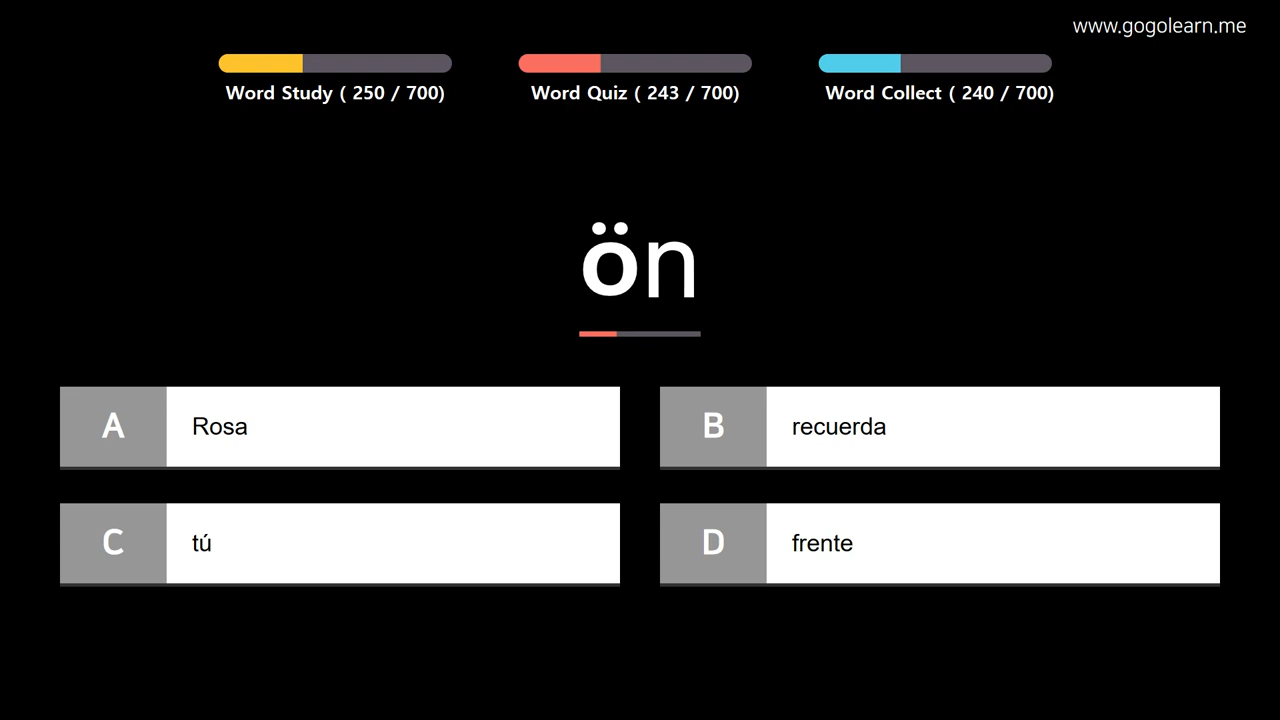 www.gogolearn.me
Word Study ( 250 / 700)
Word Quiz ( 243 / 700)
Word Collect ( 240 / 700)
ön
A Rosa
B recuerda
C tú
D frente